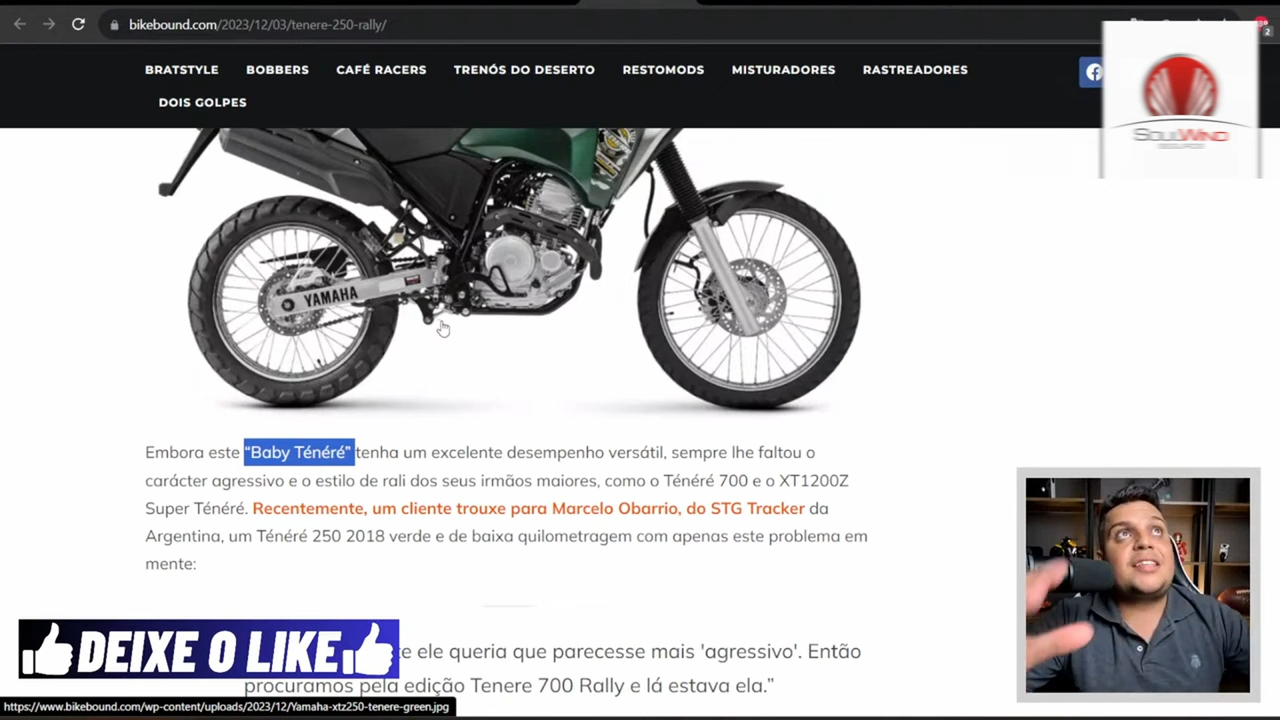 bikebound.com/2023/12/03/tenere-250-rally/
2
BRATSTYLE BOBBERS CAFÉ RACERS TRENÓS DO DESERTO RESTOMODS MISTURADORES RASTREADORES
DOIS GOLPES
SOULWIND
YAMAHA
Embora este “Baby Ténéré” tenha um excelente desempenho versátil, sempre lhe faltou o
carácter agressivo e o estilo de rali dos seus irmãos maiores, como o Ténéré 700 e o XT1200Z
Super Ténéré. Recentemente, um cliente trouxe para Marcelo Obarrio, do STG Tracker da
Argentina, um Ténéré 250 2018 verde e de baixa quilometragem com apenas este problema em
mente:
DEIXE O LIKE
te ele queria que parecesse mais 'agressivo'. Então
procuramos pela edição Tenere 700 Rally e lá estava ela.”
https://www.bikebound.com/wp-content/uploads/2023/12/Yamaha-xtz250-tenere-green.jpg